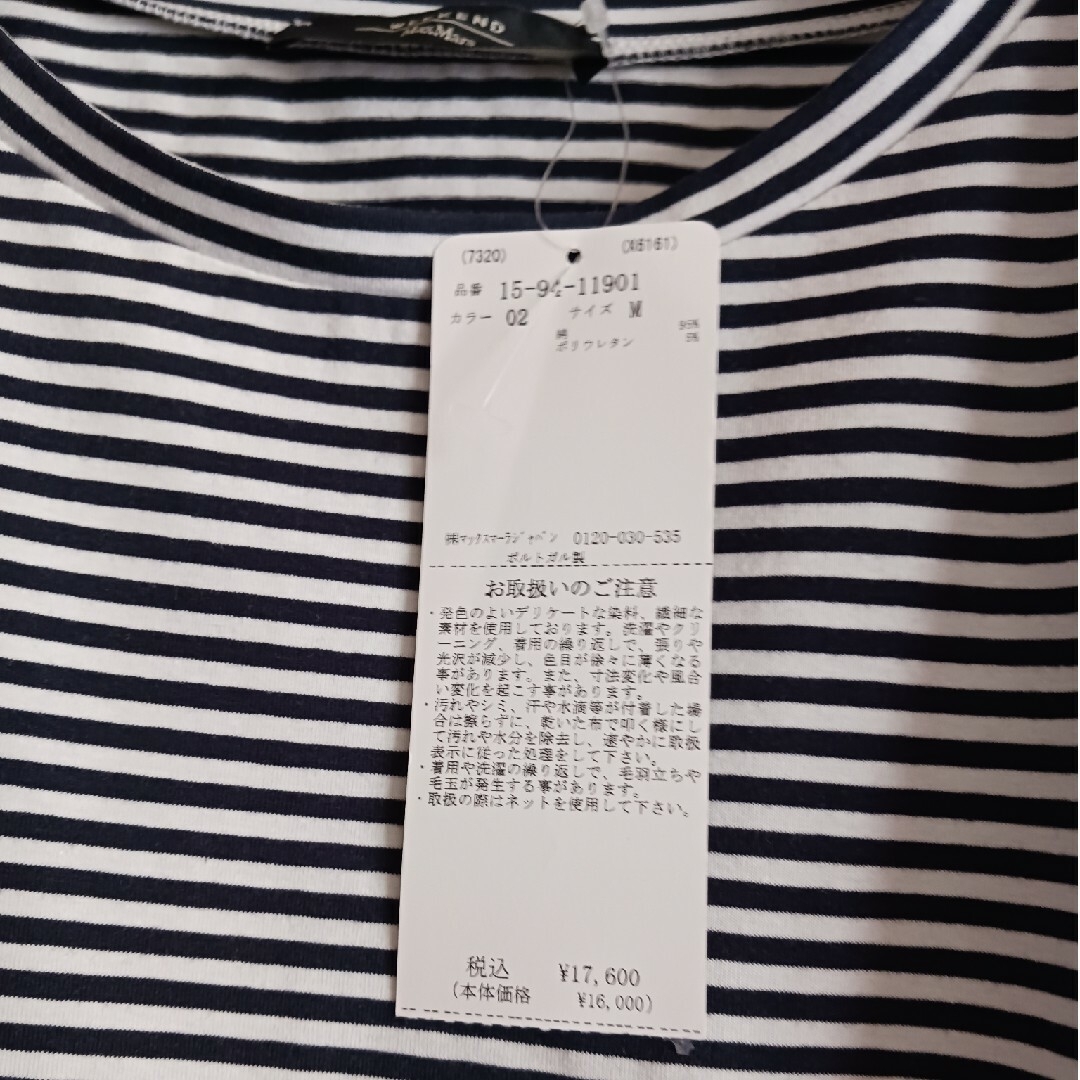 WEEKEND
MaxMara
(7320)
品番 15-94-11901
カラー 02 サイズ M
綿 95%
ポリウレタン 5%
㈱マックスマーラジャパン 0120-030-535
ポルトガル製
お取扱いのご注意
・発色のよいデリケートな染料、繊細な
素材を使用しております。洗濯やクリ
ーニング、着用の繰り返しで、張りや
光沢が減少し、色目が徐々に薄くなる
事があります。また、寸法変化や風合
い変化を起こす事があります。
・汚れやシミ、汗や水滴等が付着した場
合は擦らずに、乾いた布で叩く様にし
て汚れや水分を除去し、速やかに取扱
表示に従った処理をして下さい。
・着用や洗濯の繰り返しで、毛羽立ちや
毛玉が発生する事があります。
・取扱の際はネットを使用して下さい。
税込 ¥17,600
(本体価格 ¥16,000)